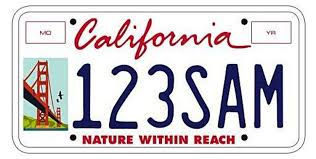 MO California YR
123SAM
NATURE WITHIN REACH